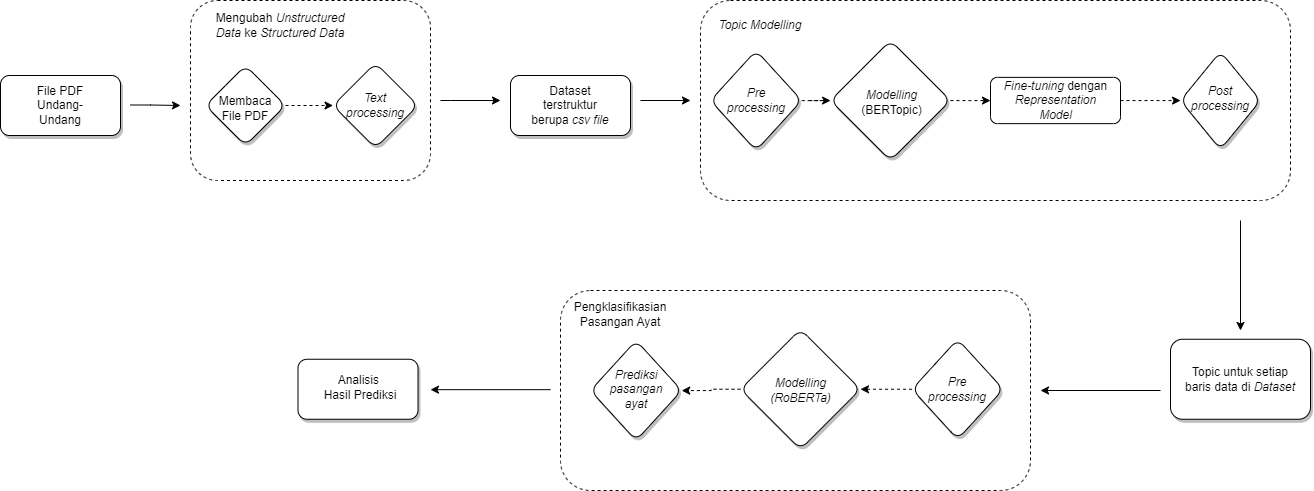 Mengubah Unstructured
Data ke Structured Data
File PDF
Undang-
Undang
Membaca
File PDF
Text
processing
Dataset
terstruktur
berupa csv file
Topic Modelling
Pre
processing
Modelling
(BERTopic)
Fine-tuning dengan
Representation
Model
Post
processing
Topic untuk setiap
baris data di Dataset
Pengklasifikasian
Pasangan Ayat
Pre
processing
Modelling
(RoBERTa)
Prediksi
pasangan
ayat
Analisis
Hasil Prediksi